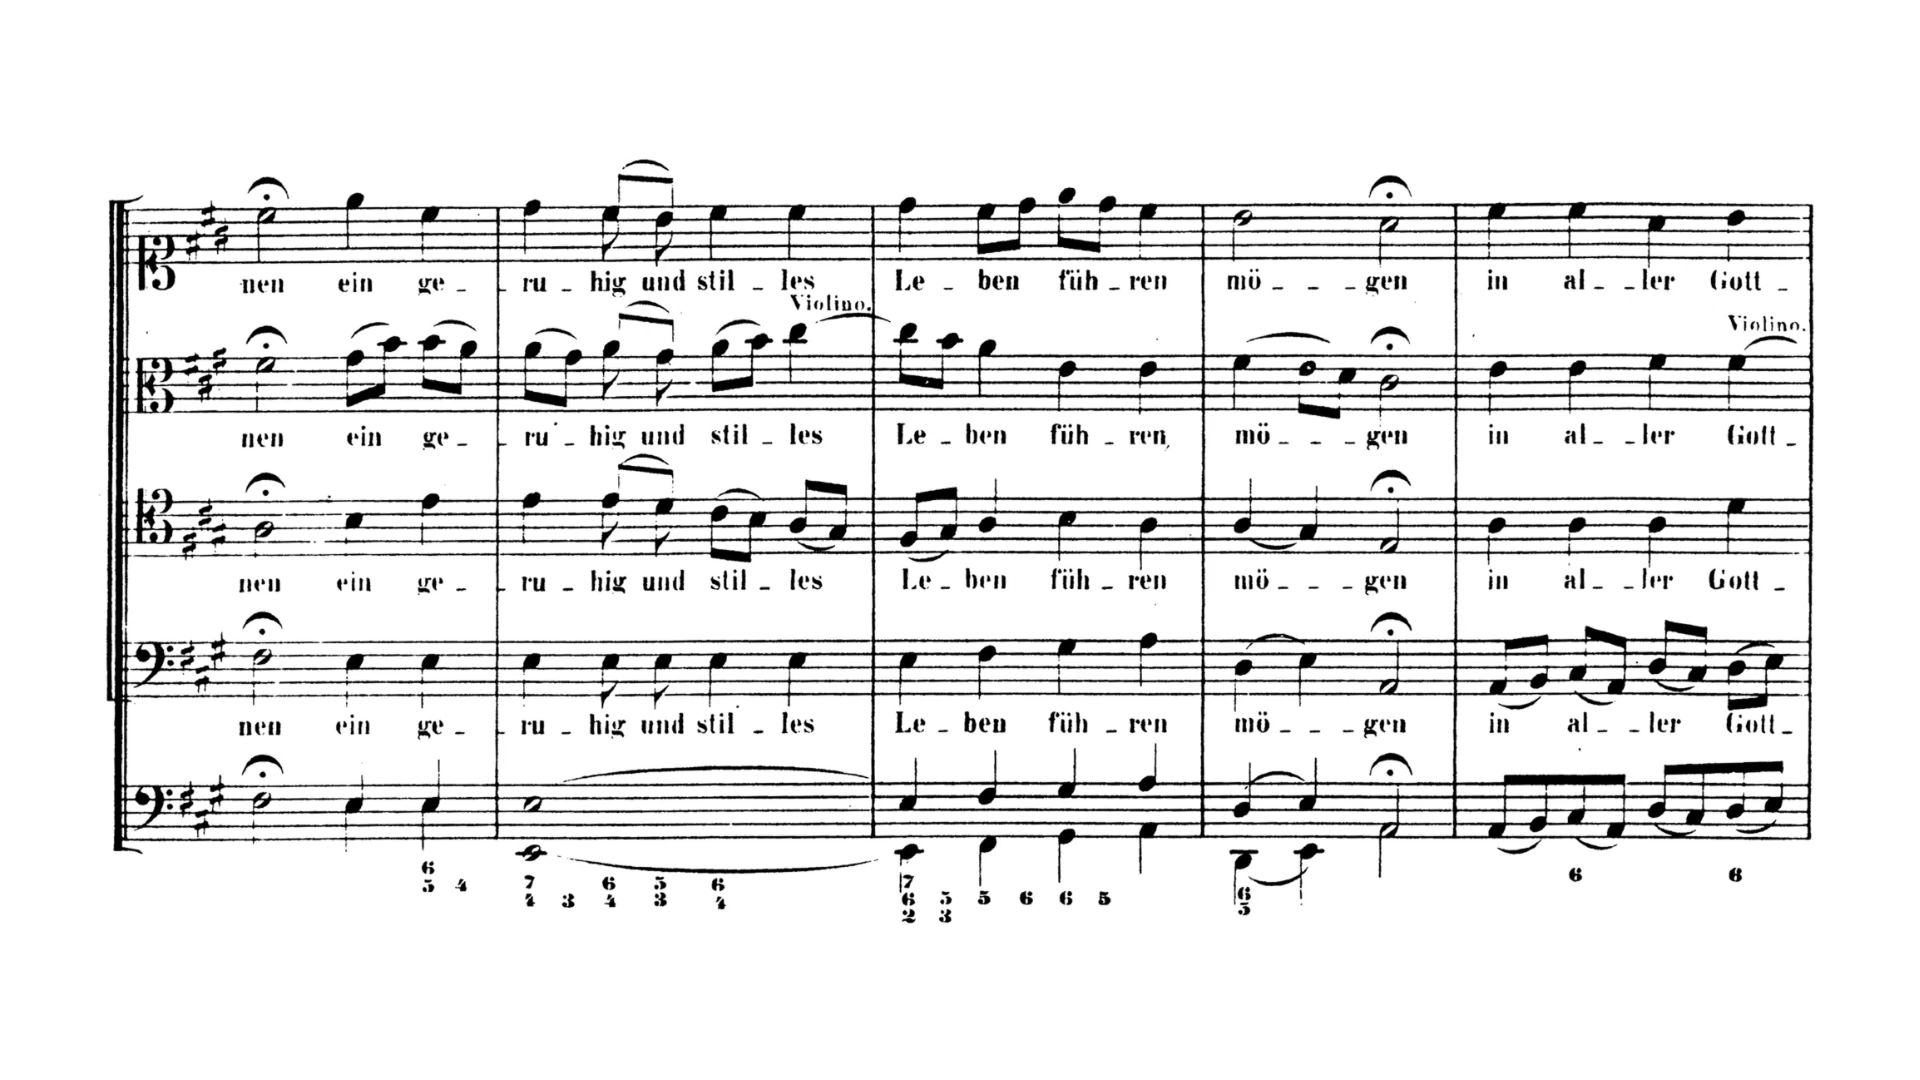 nen ein ge - - ru - hig und stil - les Le - ben füh - ren mö - - - gen in al - - ler Gott -
Violino. Violino.
nen ein ge - - ru - hig und stil - les Le - ben füh - ren, mö - - - gen in al - - ler Gott -
nen ein ge - - ru - hig und stil - les Le - ben füh - ren mö - - - gen in al - - ler Gott -
nen ein ge - - ru - hig und stil - les Le - ben füh - ren mö - - - gen in al - - ler Gott -
6 7 6 5 6 7 6 6 6
5 4 4 3 4 3 4 6 5 5 6 6 5 5
2 3